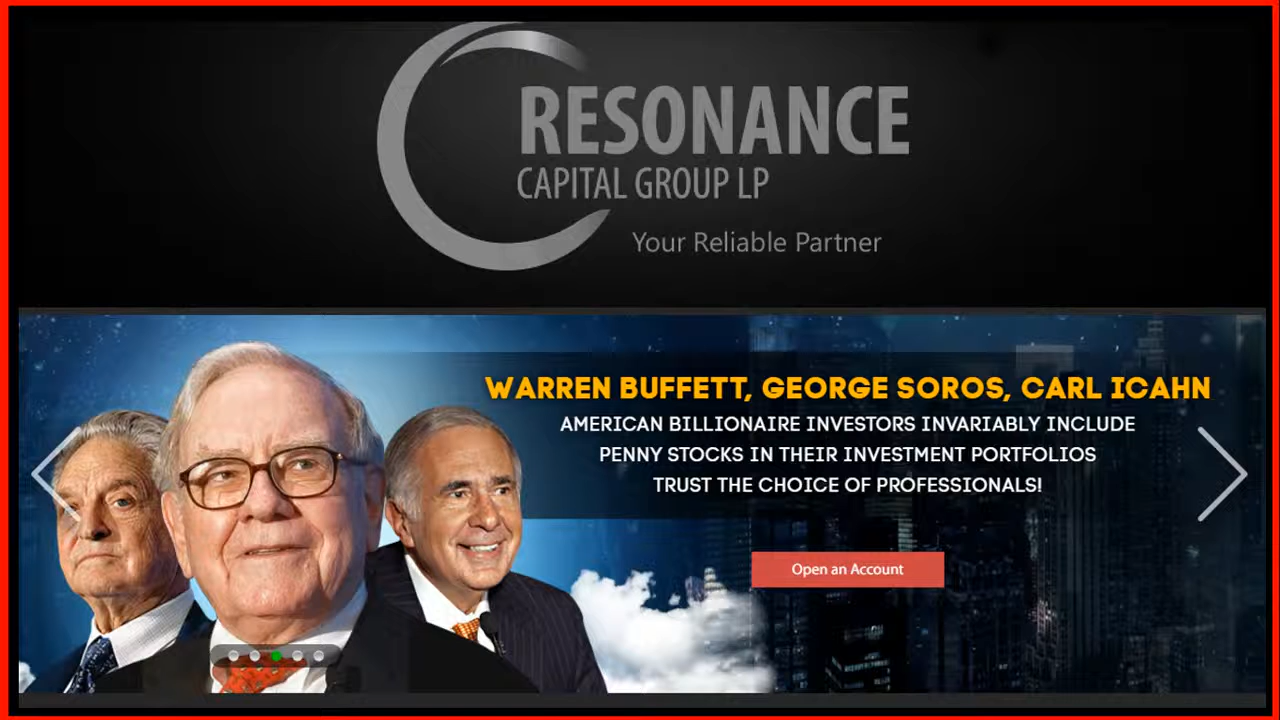 RESONANCE
CAPITAL GROUP LP
Your Reliable Partner
WARREN BUFFETT, GEORGE SOROS, CARL ICAHN
AMERICAN BILLIONAIRE INVESTORS INVARIABLY INCLUDE
PENNY STOCKS IN THEIR INVESTMENT PORTFOLIOS
TRUST THE CHOICE OF PROFESSIONALS!
Open an Account